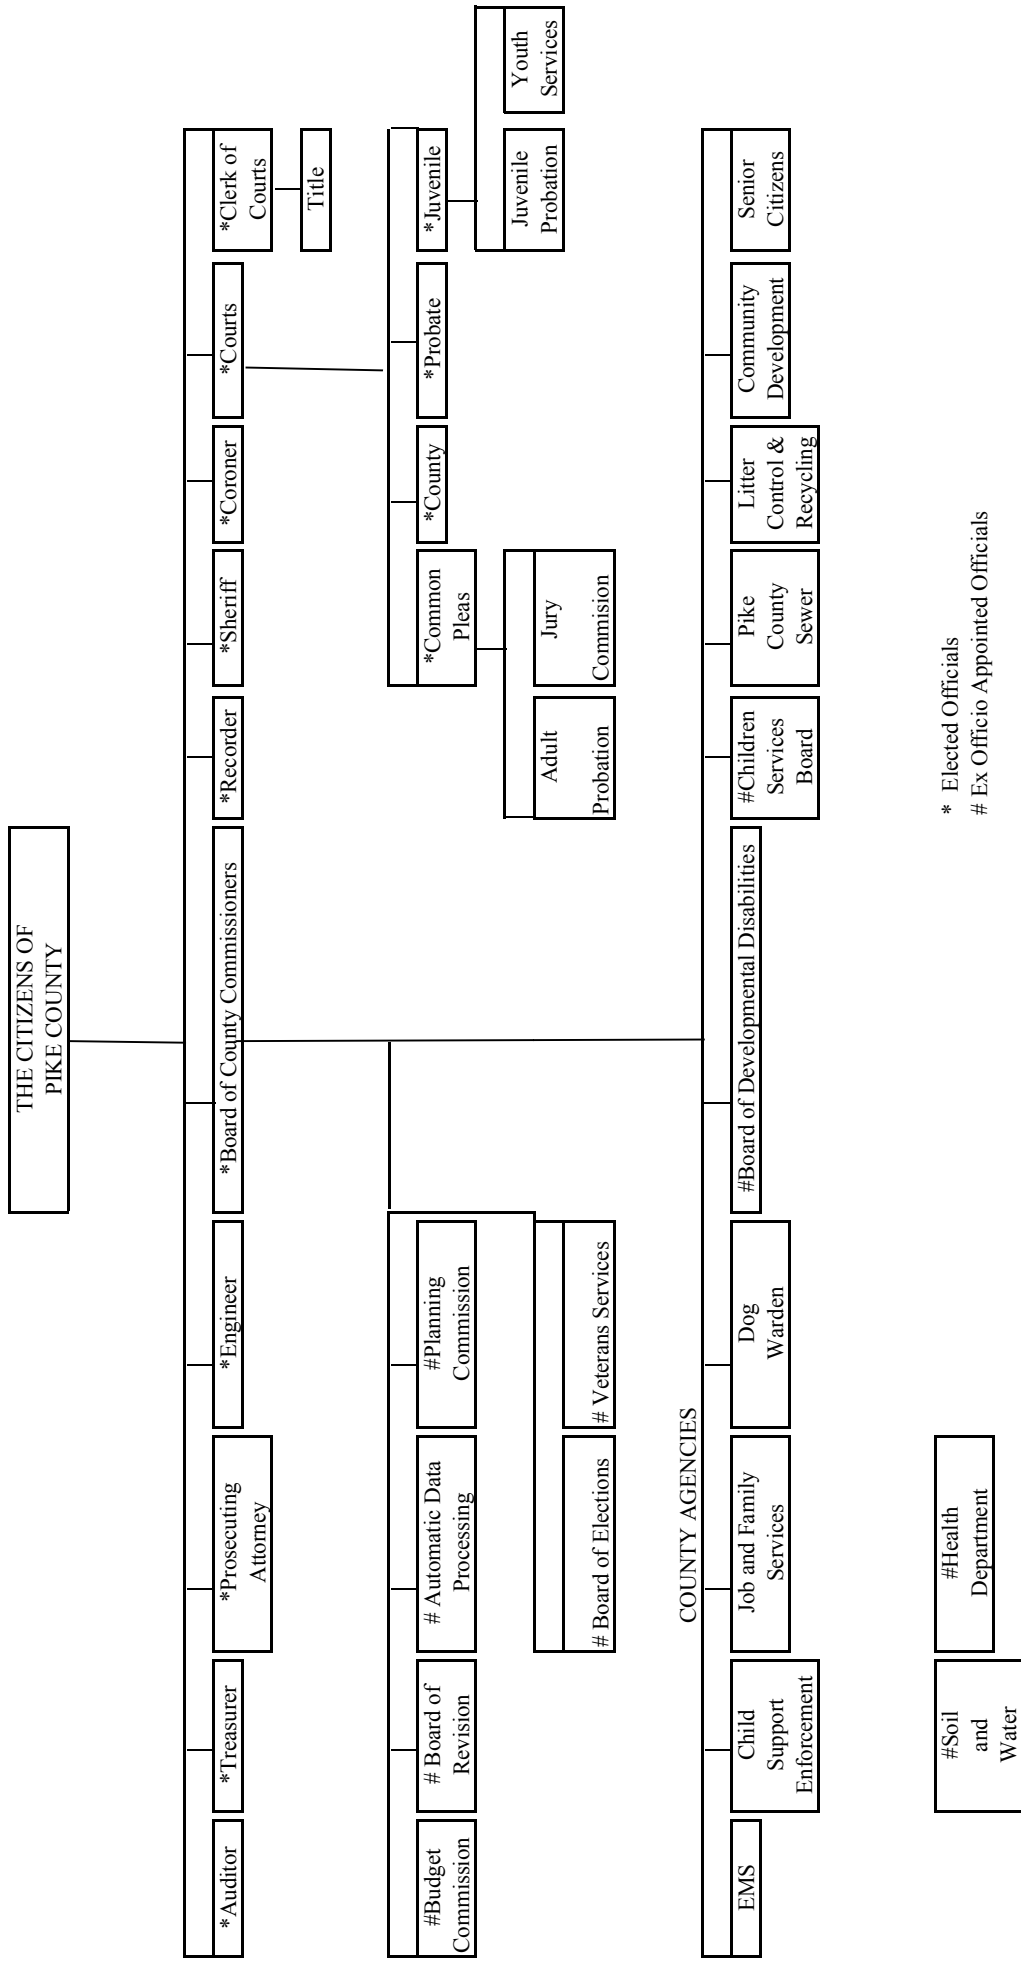 THE CITIZENS OF
PIKE COUNTY
*Auditor
*Treasurer
*Prosecuting
Attorney
*Engineer
*Board of County Commissioners
*Recorder
*Sheriff
*Coroner
*Courts
*Clerk of
Courts
Title
#Budget
Commission
# Board of
Revision
# Automatic Data
Processing
#Planning
Commission
# Board of Elections
# Veterans Services
*Common
Pleas
*County
*Probate
*Juvenile
Adult
Probation
Jury
Commision
Juvenile
Probation
Youth
Services
COUNTY AGENCIES
EMS
Child
Support
Enforcement
Job and Family
Services
Dog
Warden
#Board of Developmental Disabilities
#Children
Services
Board
Pike
County
Sewer
Litter
Control &
Recycling
Community
Development
Senior
Citizens
#Soil
and
Water
#Health
Department
* Elected Officials
# Ex Officio Appointed Officials